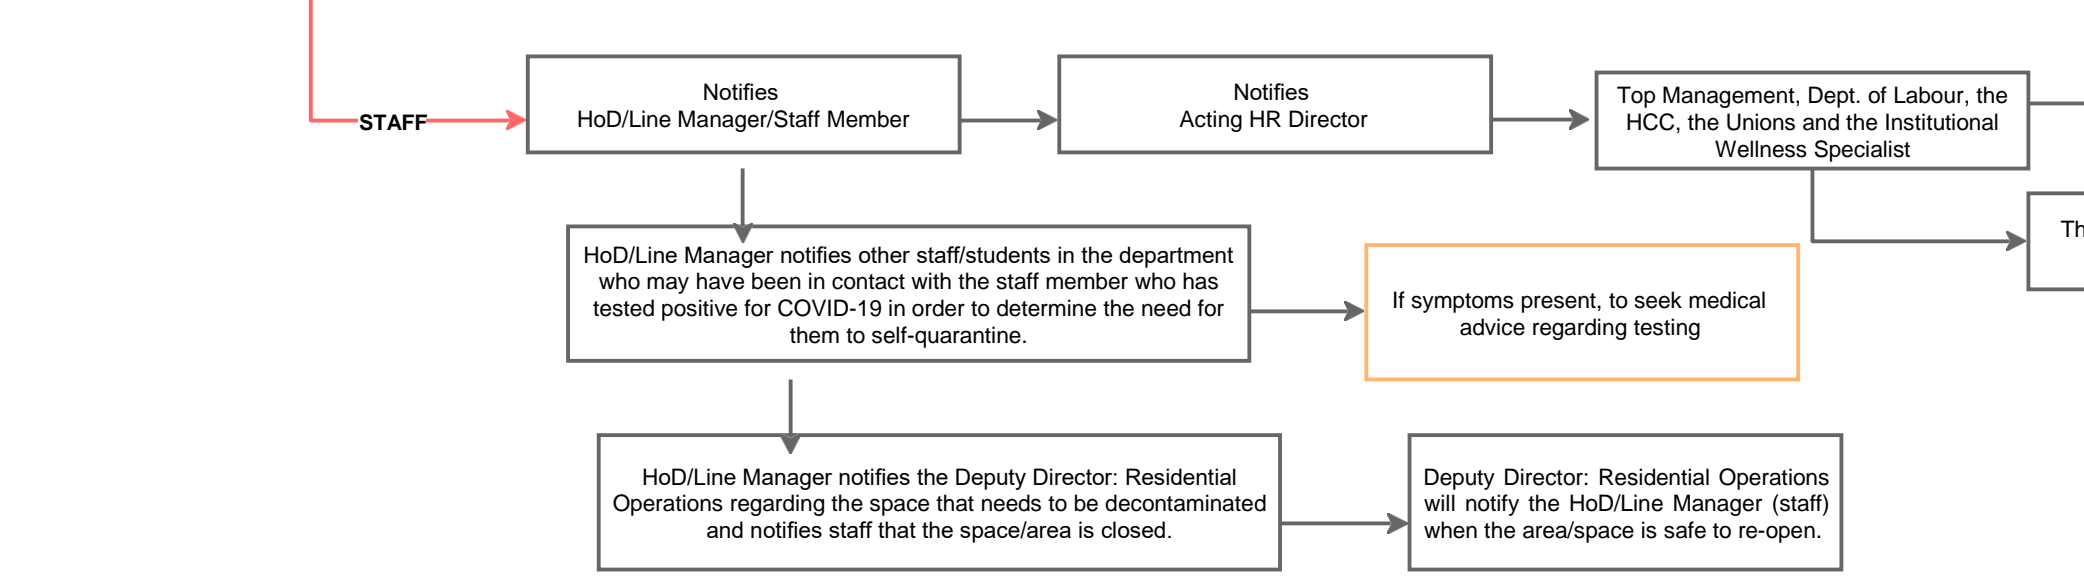 STAFF
Notifies
HoD/Line Manager/Staff Member
Notifies
Acting HR Director
Top Management, Dept. of Labour, the
HCC, the Unions and the Institutional
Wellness Specialist
HoD/Line Manager notifies other staff/students in the department
who may have been in contact with the staff member who has
tested positive for COVID-19 in order to determine the need for
them to self-quarantine.
If symptoms present, to seek medical
advice regarding testing
HoD/Line Manager notifies the Deputy Director: Residential
Operations regarding the space that needs to be decontaminated
and notifies staff that the space/area is closed.
Deputy Director: Residential Operations
will notify the HoD/Line Manager (staff)
when the area/space is safe to re-open.